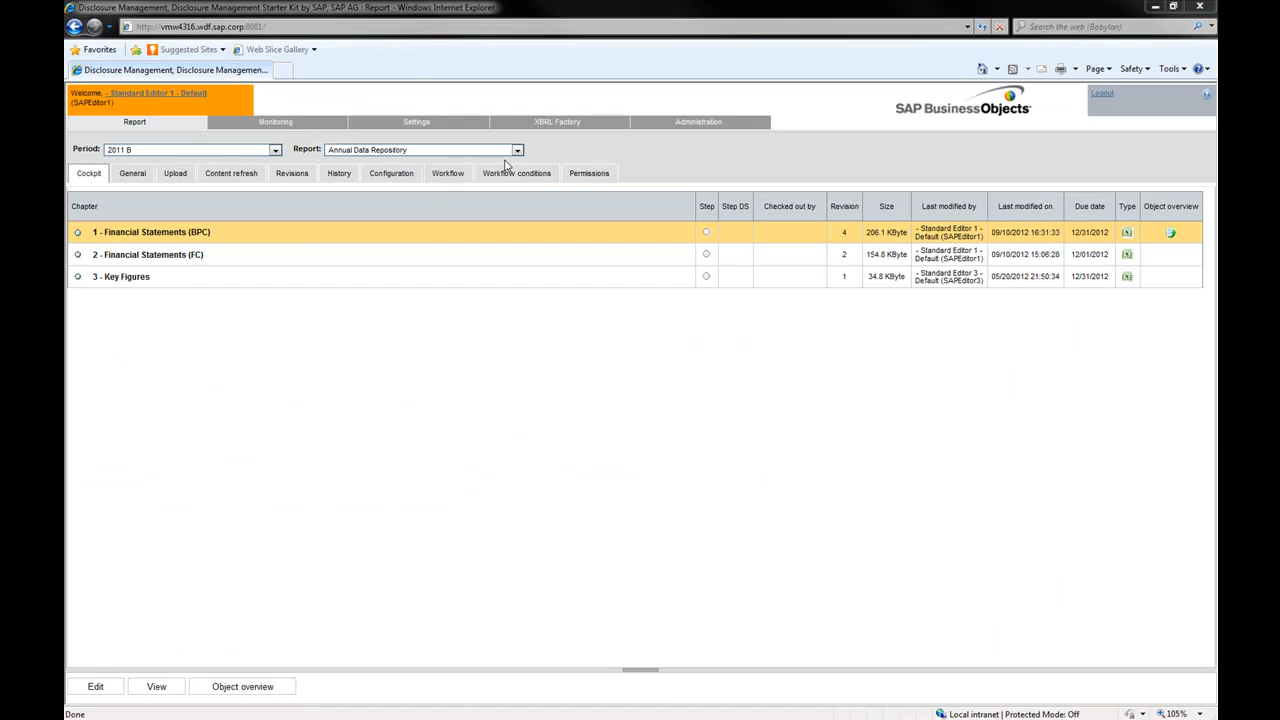 Disclosure Management, Disclosure Management Starter Kit by SAP, SAP AG : Report - Windows Internet Explorer
http://vmw4316.wdf.sap.corp:8081/
Search the web (Babylon)
Favorites Suggested Sites Web Slice Gallery
Disclosure Management, Disclosure Managemen... Page Safety Tools
Welcome, - Standard Editor 1 - Default
(SAPEditor1)
SAP BusinessObjects
Logout
Report Monitoring Settings XBRL Factory Administration
Period: 2011 B Report: Annual Data Repository
Cockpit General Upload Content refresh Revisions History Configuration Workflow Workflow conditions Permissions
Chapter Step Step DS Checked out by Revision Size Last modified by Last modified on Due date Type Object overview
1 - Financial Statements (BPC) 4 206.1 KByte - Standard Editor 1 - Default (SAPEditor1) 09/10/2012 16:31:33 12/31/2012
2 - Financial Statements (FC) 2 154.8 KByte - Standard Editor 1 - Default (SAPEditor1) 09/10/2012 15:06:28 12/01/2012
3 - Key Figures 1 34.8 KByte - Standard Editor 3 - Default (SAPEditor3) 05/20/2012 21:50:34 12/31/2012
Edit View Object overview
Done Local intranet | Protected Mode: Off 105%